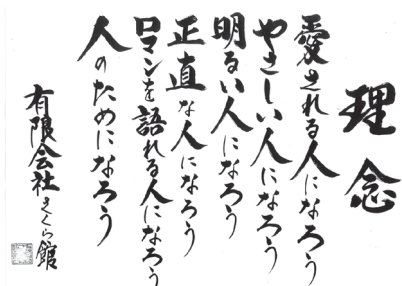 理念
愛される人になろう
やさしい人になろう
明るい人になろう
正直な人になろう
ロマンを語れる人になろう
人のためになろう
有限会社さくら館